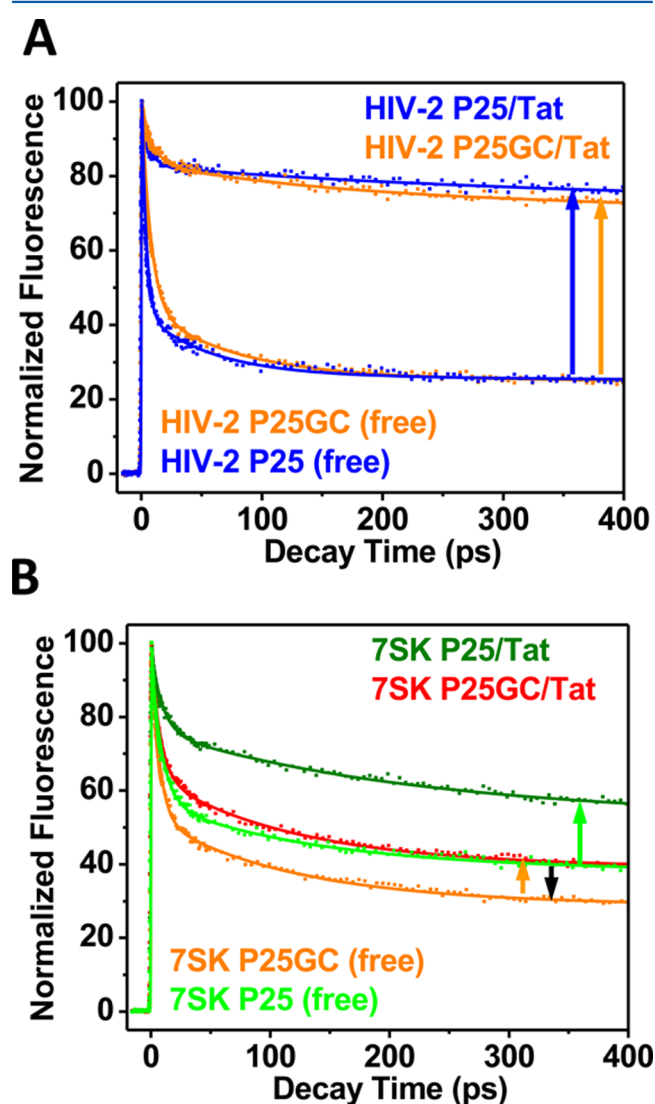 A
HIV-2 P25/Tat
HIV-2 P25GC/Tat
Normalized Fluorescence
100
80
60
40
20
0
HIV-2 P25GC (free)
HIV-2 P25 (free)
0 100 200 300 400
Decay Time (ps)
B
7SK P25/Tat
7SK P25GC/Tat
Normalized Fluorescence
100
80
60
40
20
0
7SK P25GC (free)
7SK P25 (free)
0 100 200 300 400
Decay Time (ps)